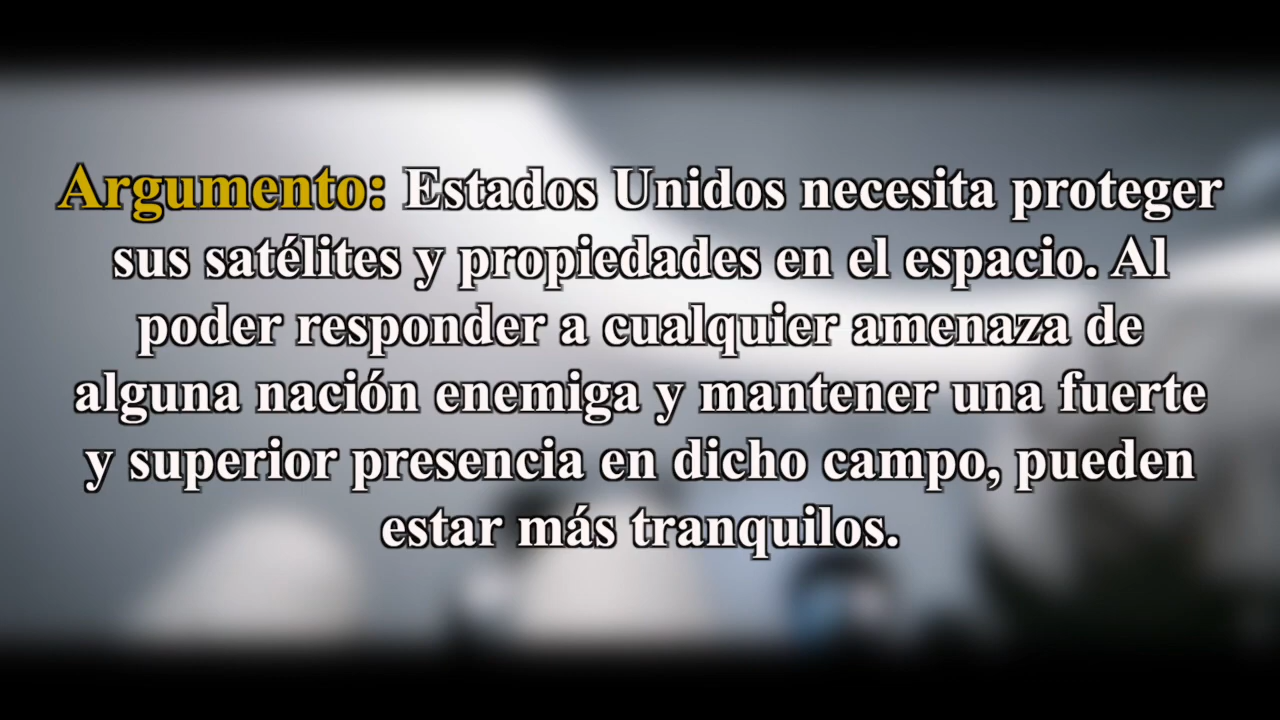 Argumento: Estados Unidos necesita proteger
sus satélites y propiedades en el espacio. Al
poder responder a cualquier amenaza de
alguna nación enemiga y mantener una fuerte
y superior presencia en dicho campo, pueden
estar más tranquilos.